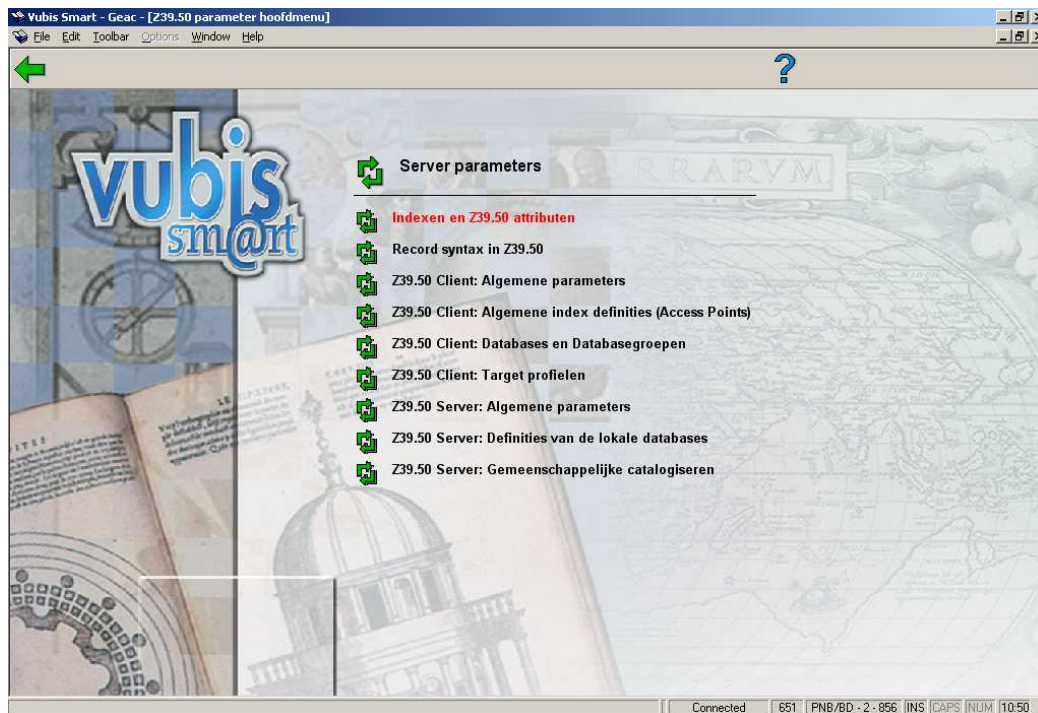 Vubis Smart - Geac - [Z39.50 parameter hoofdmenu]
File Edit Toolbar Options Window Help
?
vubis
sm@rt
RARVM
Server parameters
Indexen en Z39.50 attributen
Record syntax in Z39.50
Z39.50 Client: Algemene parameters
Z39.50 Client: Algemene index definities (Access Points)
Z39.50 Client: Databases en Databasegroepen
Z39.50 Client: Target profielen
Z39.50 Server: Algemene parameters
Z39.50 Server: Definities van de lokale databases
Z39.50 Server: Gemeenschappelijke catalogiseren
Connected 651 PNB/BD - 2 - 856 INS CAPS NUM 10:50